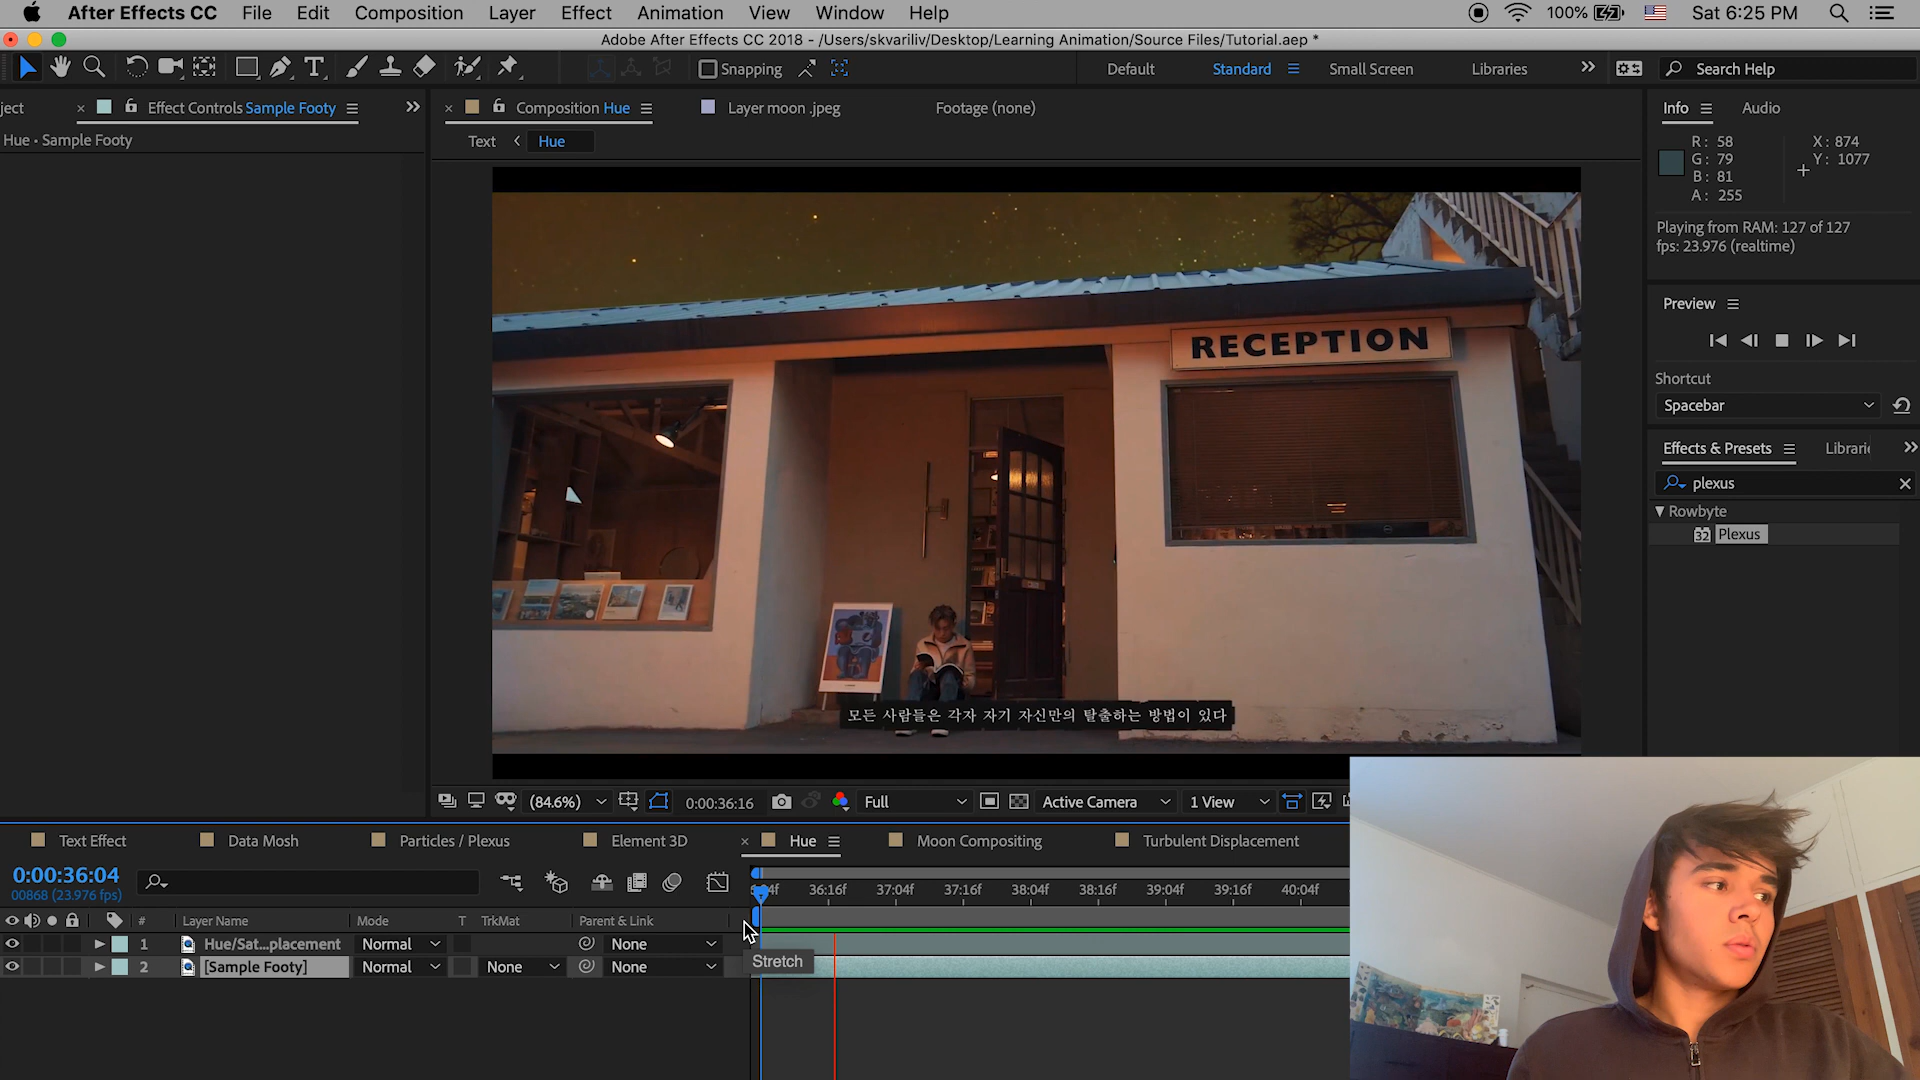 After Effects CC File Edit Composition Layer Effect Animation View Window Help 100% Sat 6:25 PM
Adobe After Effects CC 2018 - /Users/skvariliv/Desktop/Learning Animation/Source Files/Tutorial.aep *
Snapping Default Standard Small Screen Libraries Search Help
ject Effect Controls Sample Footy Composition Hue Layer moon .jpeg Footage (none) Info Audio
Hue • Sample Footy Text Hue
R: 58 X: 874
G: 79 Y: 1077
B: 81
A: 255
Playing from RAM: 127 of 127
fps: 23.976 (realtime)
Preview
Shortcut
Spacebar
Effects & Presets Librari
plexus
Rowbyte
32 Plexus
RECEPTION
모든 사람들은 각자 자기 자신만의 탈출하는 방법이 있다
(84.6%) 0:00:36:16 Full Active Camera 1 View
Text Effect Data Mosh Particles / Plexus Element 3D Hue Moon Compositing Turbulent Displacement
0:00:36:04
00868 (23.976 fps)
:04f 36:16f 37:04f 37:16f 38:04f 38:16f 39:04f 39:16f 40:04f
# Layer Name Mode T TrkMat Parent & Link
1 Hue/Sat...placement Normal None
2 [Sample Footy] Normal None None
Stretch